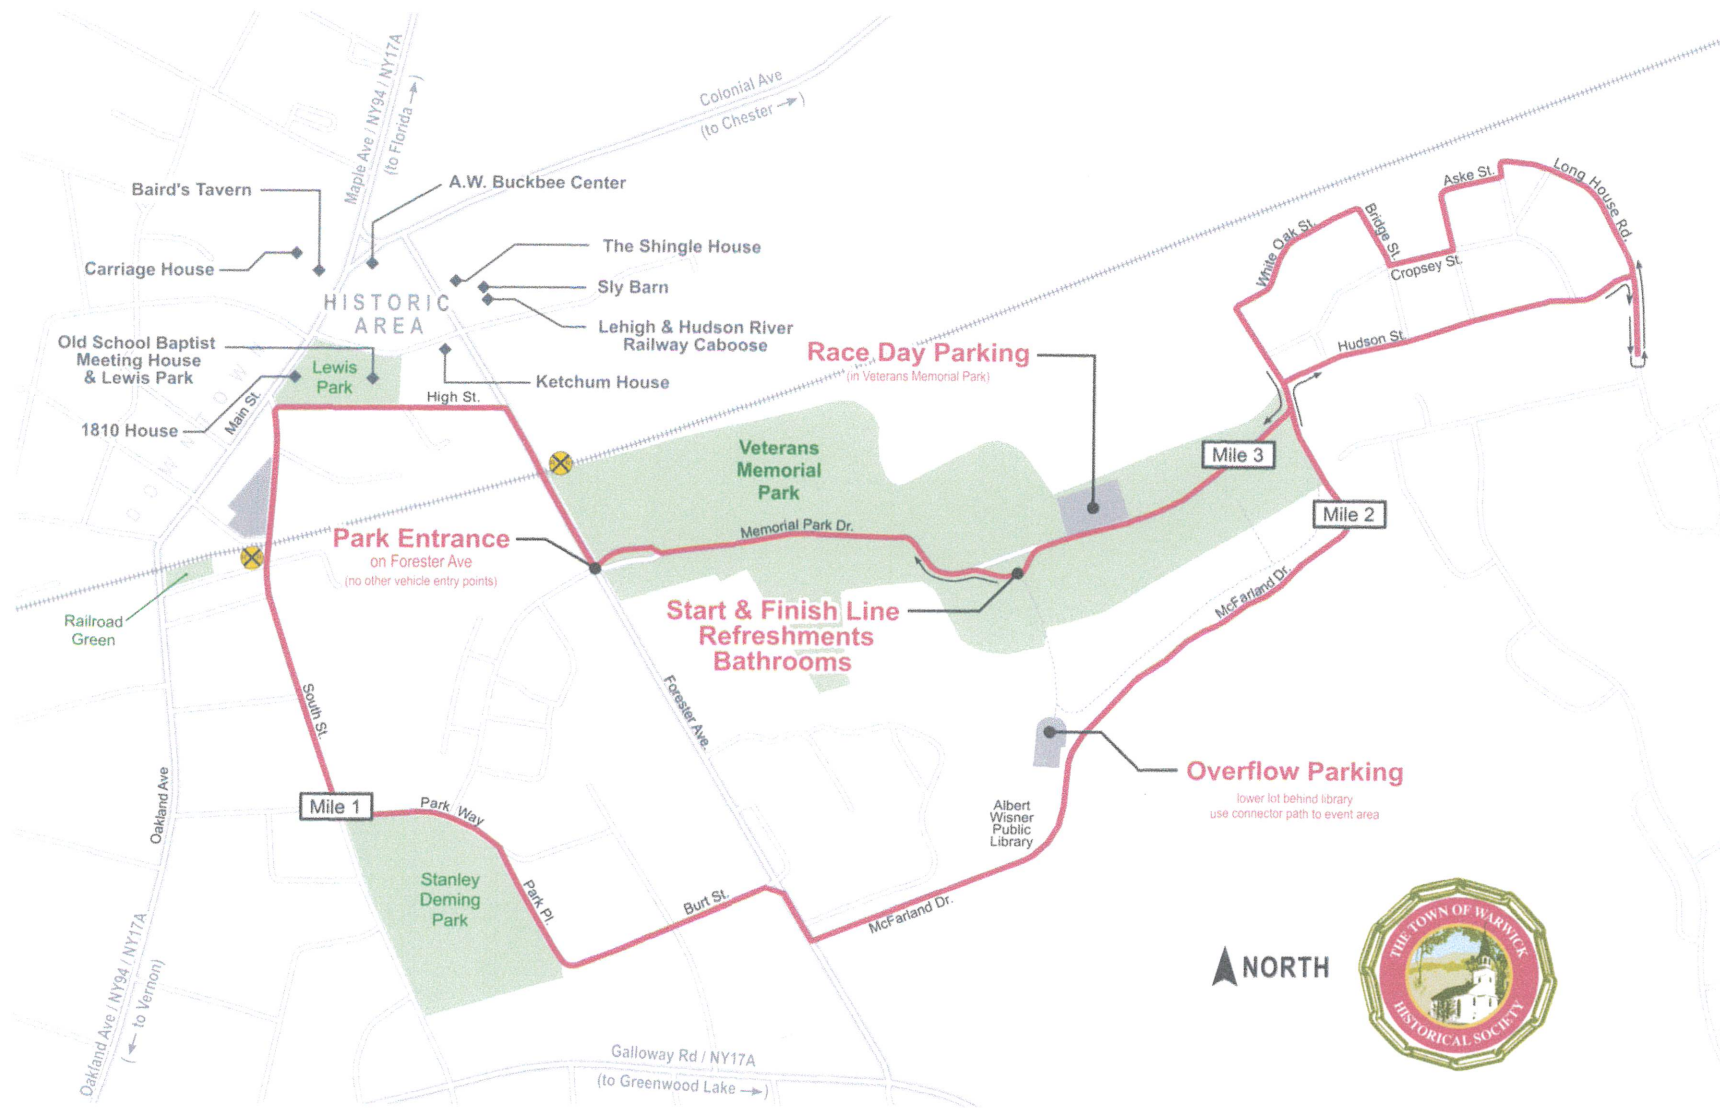 Maple Ave / NY94 / NY17A
(to Florida →)
Colonial Ave
(to Chester →)
Baird's Tavern
A.W. Buckbee Center
Carriage House
The Shingle House
Sly Barn
HISTORIC
AREA
Lehigh & Hudson River
Railway Caboose
Old School Baptist
Meeting House
& Lewis Park
Lewis
Park
Ketchum House
1810 House
Main St.
High St.
DOWNTOWN
Race Day Parking
(in Veterans Memorial Park)
White Oak St.
Bridge St.
Cropsey St.
Aske St.
Long House Rd.
Hudson St.
Veterans
Memorial
Park
Mile 3
Mile 2
Memorial Park Dr.
Park Entrance
on Forester Ave
(no other vehicle entry points)
Start & Finish Line
Refreshments
Bathrooms
McFarland Dr.
Railroad
Green
South St.
Forester Ave.
Overflow Parking
lower lot behind library
use connector path to event area
Mile 1
Park Way
Oakland Ave
Albert
Wisner
Public
Library
Stanley
Deming
Park
Park Pl.
Burt St.
McFarland Dr.
NORTH
THE TOWN OF WARWICK
HISTORICAL SOCIETY
Oakland Ave / NY94 / NY17A
(← to Vernon)
Galloway Rd / NY17A
(to Greenwood Lake →)